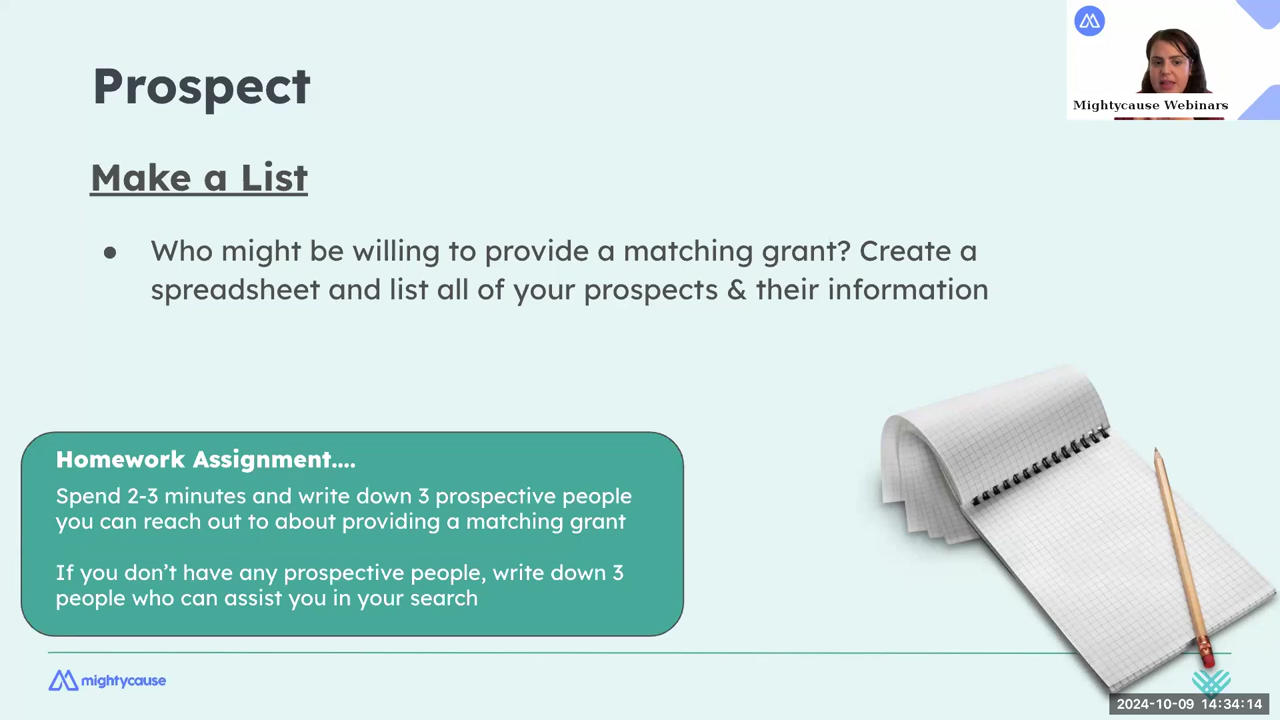 Prospect
Mightycause Webinars
Make a List
● Who might be willing to provide a matching grant? Create a
spreadsheet and list all of your prospects & their information
Homework Assignment....
Spend 2-3 minutes and write down 3 prospective people
you can reach out to about providing a matching grant
If you don’t have any prospective people, write down 3
people who can assist you in your search
mightycause
2024-10-09 14:34:14